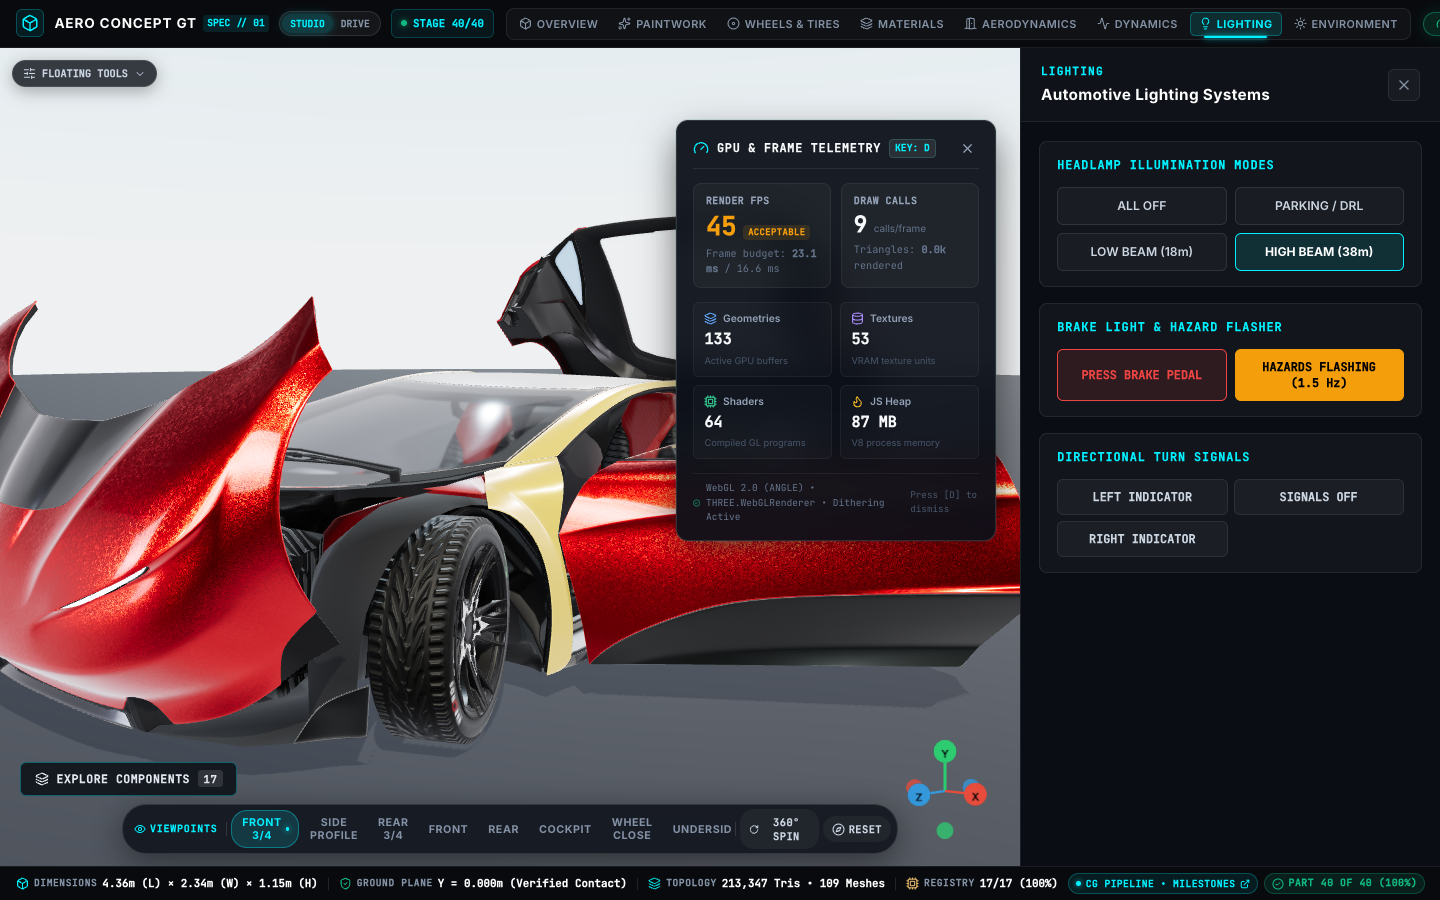 AERO CONCEPT GT SPEC // 01 STUDIO DRIVE STAGE 40/40 OVERVIEW PAINTWORK WHEELS & TIRES MATERIALS AERODYNAMICS DYNAMICS LIGHTING ENVIRONMENT
FLOATING TOOLS
LIGHTING
Automotive Lighting Systems
GPU & FRAME TELEMETRY KEY: D
RENDER FPS
45 ACCEPTABLE
Frame budget: 23.1
ms / 16.6 ms
DRAW CALLS
9 calls/frame
Triangles: 0.0k
rendered
Geometries
133
Active GPU buffers
Textures
53
VRAM texture units
Shaders
64
Compiled GL programs
JS Heap
87 MB
V8 process memory
WebGL 2.0 (ANGLE) •
THREE.WebGLRenderer • Dithering
Active
Press [D] to
dismiss
HEADLAMP ILLUMINATION MODES
ALL OFF
PARKING / DRL
LOW BEAM (18m)
HIGH BEAM (38m)
BRAKE LIGHT & HAZARD FLASHER
PRESS BRAKE PEDAL
HAZARDS FLASHING
(1.5 Hz)
DIRECTIONAL TURN SIGNALS
LEFT INDICATOR
SIGNALS OFF
RIGHT INDICATOR
Y
Z
X
EXPLORE COMPONENTS 17
VIEWPOINTS
FRONT
3/4
SIDE
PROFILE
REAR
3/4
FRONT
REAR
COCKPIT
WHEEL
CLOSE
UNDERSID
360°
SPIN
RESET
DIMENSIONS 4.36m (L) × 2.34m (W) × 1.15m (H) GROUND PLANE Y = 0.000m (Verified Contact) TOPOLOGY 213,347 Tris • 109 Meshes REGISTRY 17/17 (100%) CG PIPELINE • MILESTONES PART 40 OF 40 (100%)